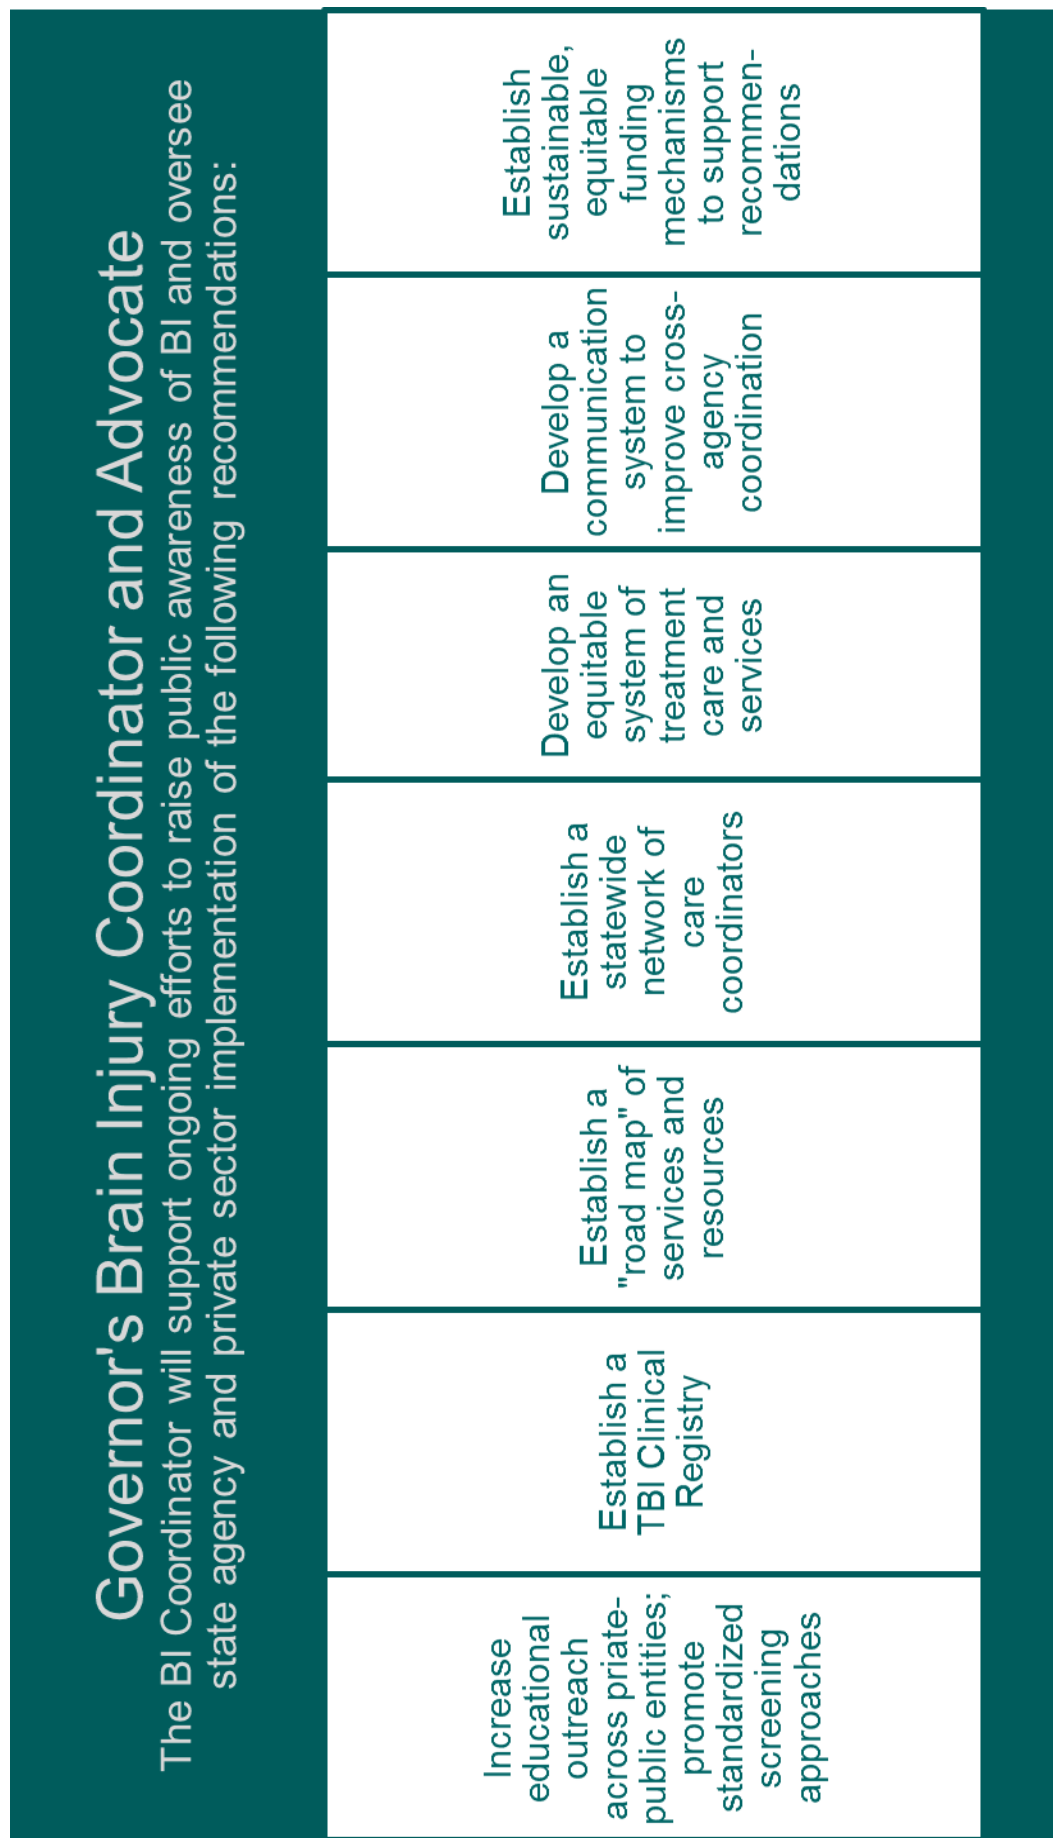 Governor's Brain Injury Coordinator and Advocate
The BI Coordinator will support ongoing efforts to raise public awareness of BI and oversee
state agency and private sector implementation of the following recommendations:
Increase
educational
outreach
across priate-
public entities;
promote
standardized
screening
approaches
Establish a
TBI Clinical
Registry
Establish a
"road map" of
services and
resources
Establish a
statewide
network of
care
coordinators
Develop an
equitable
system of
treatment
care and
services
Develop a
communication
system to
improve cross-
agency
coordination
Establish
sustainable,
equitable
funding
mechanisms
to support
recommen-
dations